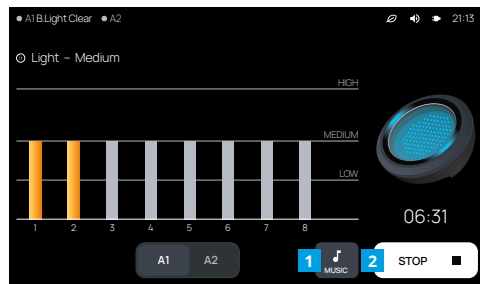 A1 B.Light Clear A2 21:13
Light – Medium
HIGH
MEDIUM
LOW
1 2 3 4 5 6 7 8
06:31
A1 A2
1 MUSIC
2 STOP